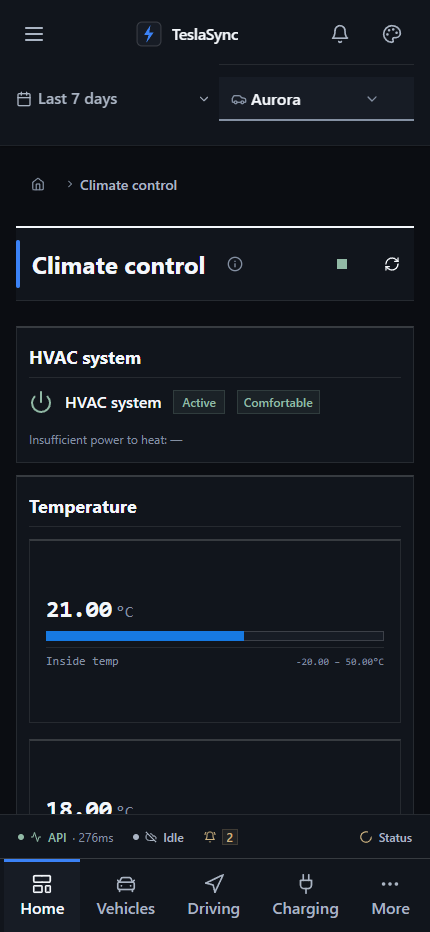 TeslaSync
Last 7 days
Aurora
Climate control
Climate control
HVAC system
HVAC system Active Comfortable
Insufficient power to heat: —
Temperature
21.00 °C
Inside temp -20.00 – 50.00°C
18.00 °C
API · 276ms Idle 2 Status
Home Vehicles Driving Charging More